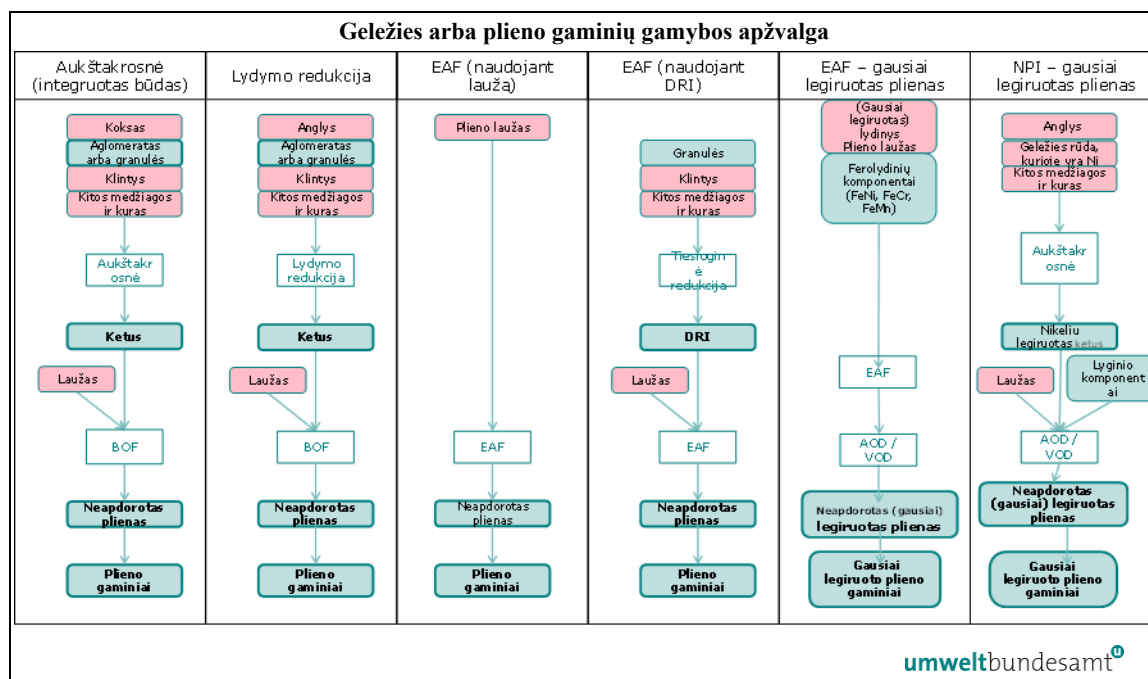 Geležies arba plieno gaminių gamybos apžvalga
Aukštakrosnė
(integruotas būdas)
Koksas
Aglomeratas
arba granulės
Klintys
Kitos medžiagos
ir kuras
Aukštakr
osnė
Ketus
Laužas
BOF
Neapdorotas
plienas
Plieno
gaminiai
Lydymo redukcija
Anglys
Aglomeratas
arba granulės
Klintys
Kitos medžiagos
ir kuras
Lydymo
redukcija
Ketus
Laužas
BOF
Neapdorotas
plienas
Plieno
gaminiai
EAF (naudojant
laužą)
Plieno laužas
EAF
Neapdorotas
plienas
Plieno
gaminiai
EAF (naudojant
DRI)
Granulės
Klintys
Kitos medžiagos
ir kuras
Tiesiogin
ė
redukcija
DRI
Laužas
EAF
Neapdorotas
plienas
Plieno
gaminiai
EAF – gausiai
legiruotas plienas
(Gausiai
legiruotas)
lydinys
Plieno laužas
Ferolydinių
komponentai
(FeNi, FeCr,
FeMn)
EAF
AOD /
VOD
Neapdorotas (gausiai)
legiruotas plienas
Gausiai
legiruoto plieno
gaminiai
NPI – gausiai
legiruotas plienas
Anglys
Geležies rūda,
kurioje yra Ni
Kitos medžiagos
ir kuras
Aukštakr
osnė
Nikeliu
legiruotas ketus
Laužas
Lyginio
komponent
ai
AOD /
VOD
Neapdorotas
(gausiai) legiruotas
plienas
Gausiai
legiruoto plieno
gaminiai
umweltbundesamt